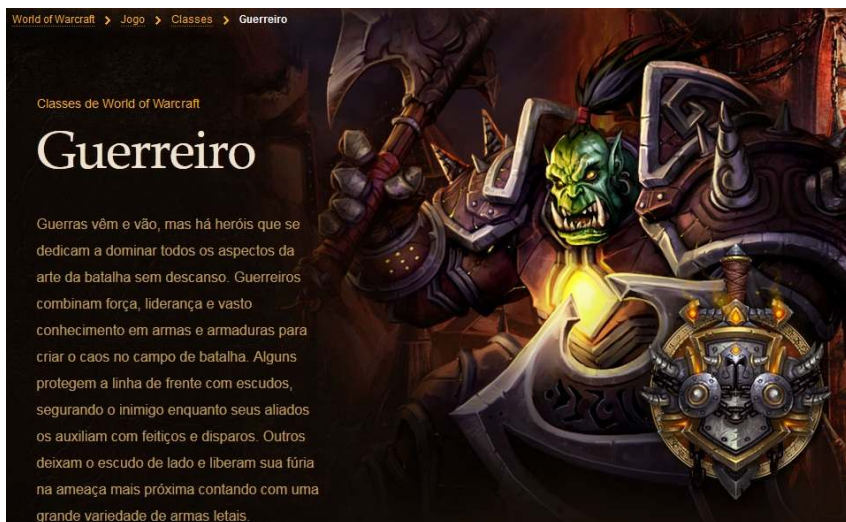 World of Warcraft > Jogo > Classes > Guerreiro
Classes de World of Warcraft
Guerreiro
Guerras vêm e vão, mas há heróis que se
dedicam a dominar todos os aspectos da
arte da batalha sem descanso. Guerreiros
combinam força, liderança e vasto
conhecimento em armas e armaduras para
criar o caos no campo de batalha. Alguns
protegem a linha de frente com escudos,
segurando o inimigo enquanto seus aliados
os auxiliam com feitiços e disparos. Outros
deixam o escudo de lado e liberam sua fúria
na ameaça mais próxima contando com uma
grande variedade de armas letais.